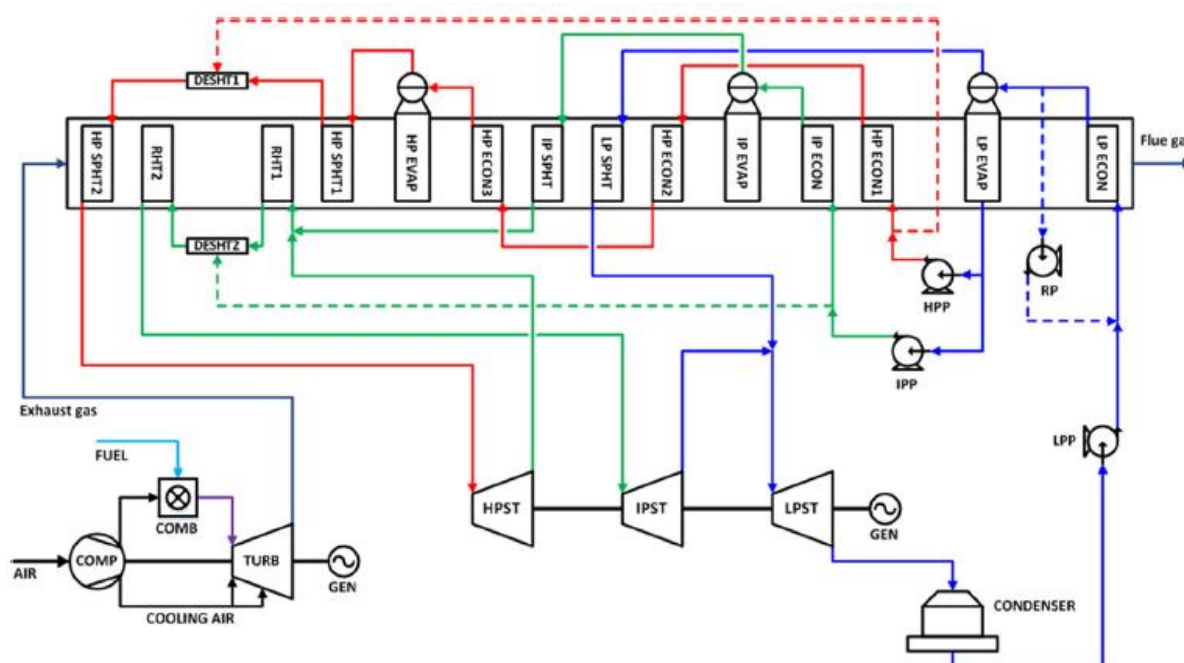 DESHT1
HP SPHT2
RHT2
RHT1
HP SPHT1
HP EVAP
HP ECON3
IP SPHT
LP SPHT
HP ECON2
IP EVAP
IP ECON
HP ECON1
LP EVAP
LP ECON
Flue ga
DESHT2
HPP
RP
IPP
Exhaust gas
LPP
FUEL
COMB
HPST
IPST
LPST
GEN
COMP
TURB
AIR
GEN
COOLING AIR
CONDENSER